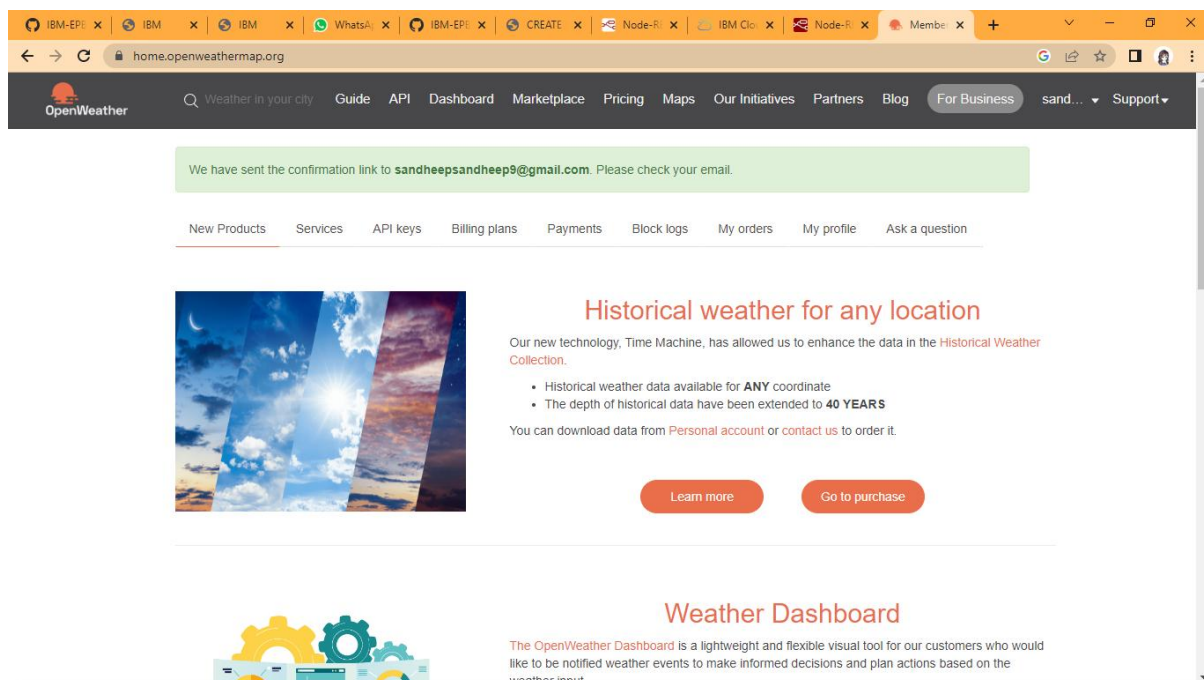 IBM-EPB
IBM
IBM
WhatsA
IBM-EPB
CREATE
Node-R
IBM Clo
Node-R
Member
home.openweathermap.org
OpenWeather
Weather in your city
Guide API Dashboard Marketplace Pricing Maps Our Initiatives Partners Blog For Business sand... Support
We have sent the confirmation link to sandheepsandheep9@gmail.com. Please check your email.
New Products Services API keys Billing plans Payments Block logs My orders My profile Ask a question
Historical weather for any location
Our new technology, Time Machine, has allowed us to enhance the data in the Historical Weather
Collection.
Historical weather data available for ANY coordinate
The depth of historical data have been extended to 40 YEARS
You can download data from Personal account or contact us to order it.
Learn more Go to purchase
Weather Dashboard
The OpenWeather Dashboard is a lightweight and flexible visual tool for our customers who would
like to be notified weather events to make informed decisions and plan actions based on the
weather input.